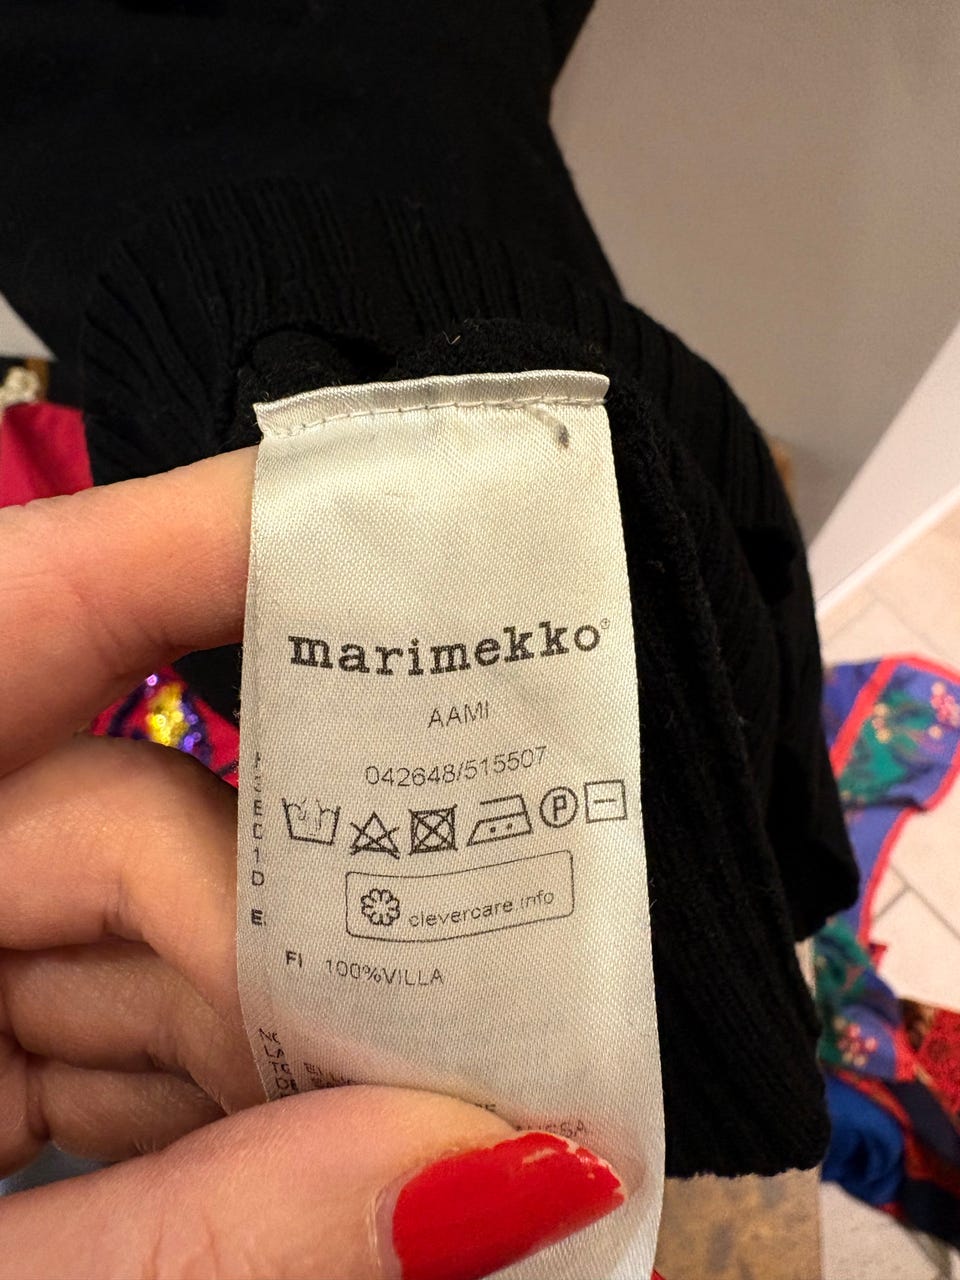 marimekko®
AAMI
042648/515507
P
clevercare.info
FI 100%VILLA